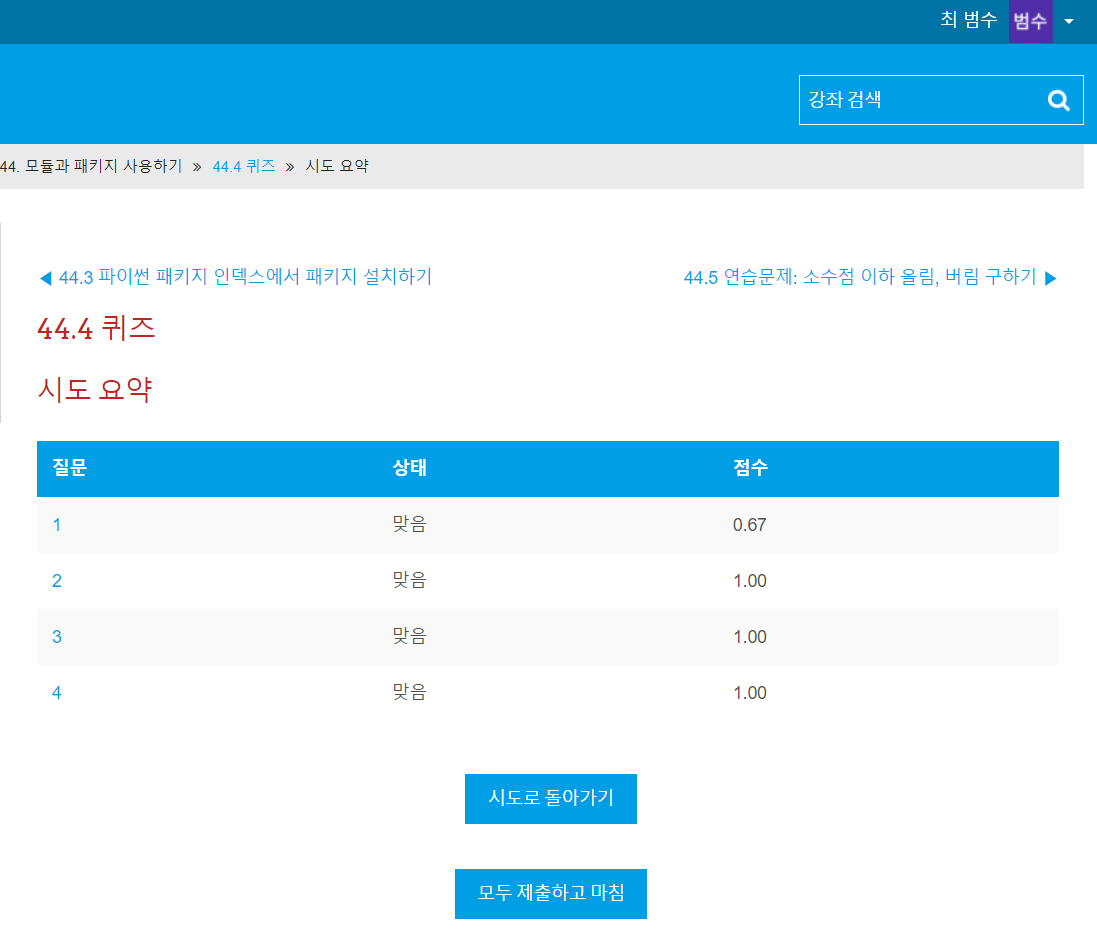 최 범수 범수
강좌 검색
44. 모듈과 패키지 사용하기 » 44.4 퀴즈 » 시도 요약
◀ 44.3 파이썬 패키지 인덱스에서 패키지 설치하기 44.5 연습문제: 소수점 이하 올림, 버림 구하기 ▶
44.4 퀴즈
시도 요약
질문 상태 점수
1 맞음 0.67
2 맞음 1.00
3 맞음 1.00
4 맞음 1.00
시도로 돌아가기
모두 제출하고 마침